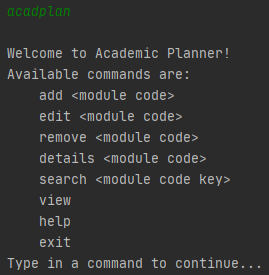 acadplan
Welcome to Academic Planner!
Available commands are:
add <module code>
edit <module code>
remove <module code>
details <module code>
search <module code key>
view
help
exit
Type in a command to continue...